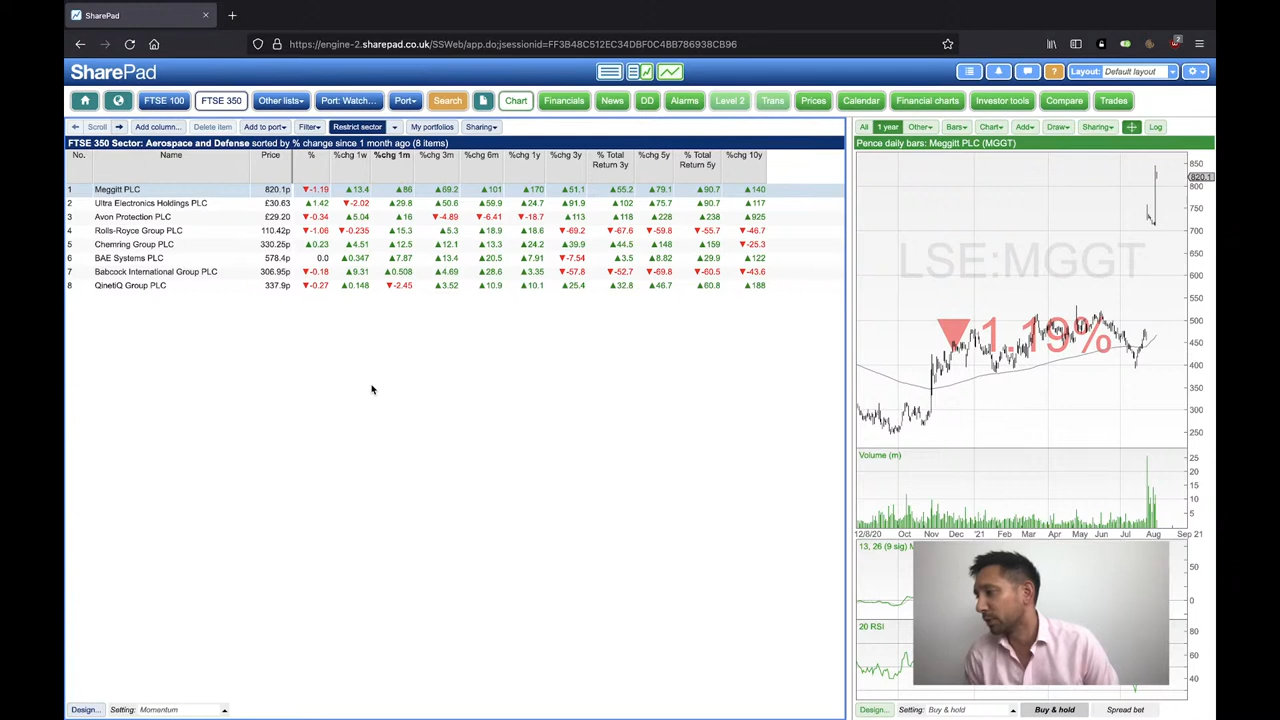 SharePad
https://engine-2.sharepad.co.uk/SSWeb/app.do;jsessionid=FF3B48C512EC34DBF0C4BB786938CB96
2
SharePad
Layout: Default layout
FTSE 100 FTSE 350 Other lists Port: Watch... Port Search Chart Financials News DD Alarms Level 2 Trans Prices Calendar Financial charts Investor tools Compare Trades
Scroll Add column... Delete item Add to port Filter Restrict sector My portfolios Sharing
All 1 year Other Bars Chart Add Draw Sharing Log
FTSE 350 Sector: Aerospace and Defense sorted by % change since 1 month ago (8 items)
Pence daily bars: Meggitt PLC (MGGT)
No. Name Price % %chg 1w %chg 1m %chg 3m %chg 6m %chg 1y %chg 3y % Total Return 3y %chg 5y % Total Return 5y %chg 10y
1 Meggitt PLC 820.1p ▼-1.19 ▲13.4 ▲86 ▲69.2 ▲101 ▲170 ▲51.1 ▲55.2 ▲79.1 ▲90.7 ▲140
2 Ultra Electronics Holdings PLC £30.63 ▲1.42 ▼-2.02 ▲29.8 ▲50.6 ▲59.9 ▲24.7 ▲91.9 ▲102 ▲75.7 ▲90.7 ▲117
3 Avon Protection PLC £29.20 ▼-0.34 ▲5.04 ▲16 ▼-4.89 ▼-6.41 ▼-18.7 ▲113 ▲118 ▲228 ▲238 ▲925
4 Rolls-Royce Group PLC 110.42p ▼-1.06 ▼-0.235 ▲15.3 ▲5.3 ▲18.9 ▲18.6 ▼-69.2 ▼-67.6 ▼-59.8 ▼-55.7 ▼-46.7
5 Chemring Group PLC 330.25p ▲0.23 ▲4.51 ▲12.5 ▲12.1 ▲13.3 ▲24.2 ▲39.9 ▲44.5 ▲148 ▲159 ▼-25.3
6 BAE Systems PLC 578.4p 0.0 ▲0.347 ▲7.87 ▲13.4 ▲20.5 ▲7.91 ▼-7.54 ▲3.5 ▲8.82 ▲29.9 ▲122
7 Babcock International Group PLC 306.95p ▼-0.18 ▲9.31 ▲0.508 ▲4.69 ▲28.6 ▲3.35 ▼-57.8 ▼-52.7 ▼-69.8 ▼-60.5 ▼-43.6
8 QinetiQ Group PLC 337.9p ▼-0.27 ▲0.148 ▼-2.45 ▲3.52 ▲10.9 ▲10.1 ▲25.4 ▲32.8 ▲46.7 ▲60.8 ▲188
850
820.1
800
750
700
LSE:MGGT
650
600
550
500
▼1.19%
450
400
350
300
250
Volume (m)
25
20
15
10
5
12/8/20 Oct Nov Dec '21 Feb Mar Apr May Jun Jul Aug Sep 21
13, 26 (9 sig) M
50
0
20 RSI
80
60
40
Design... Setting: Momentum
Design... Setting: Buy & hold Buy & hold Spread bet